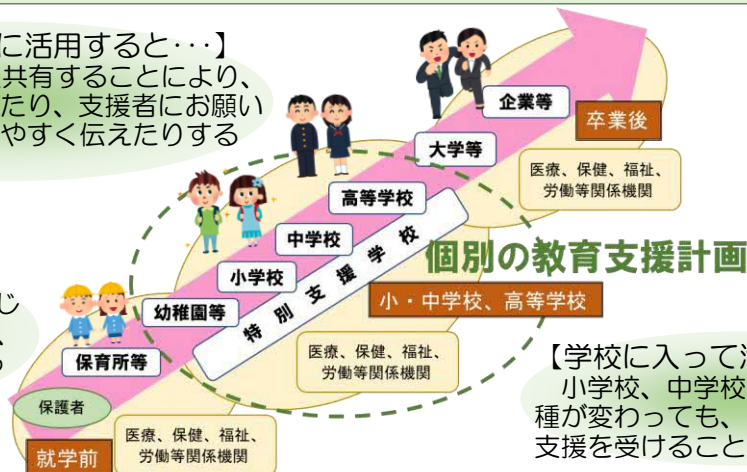 に活用すると･･･】
共有することにより、
たり、支援者にお願い
やすく伝えたりする
企業等
卒業後
大学等
医療、保健、福祉、
労働等関係機関
高等学校
中学校
特別支援学校
個別の教育支援計画
小学校
小・中学校、高等学校
幼稚園等
じ
、
保育所等
医療、保健、福祉、
労働等関係機関
【学校に入って
小学校、中学校
種が変わっても、
支援を受けること
保護者
医療、保健、福祉、
労働等関係機関
就学前